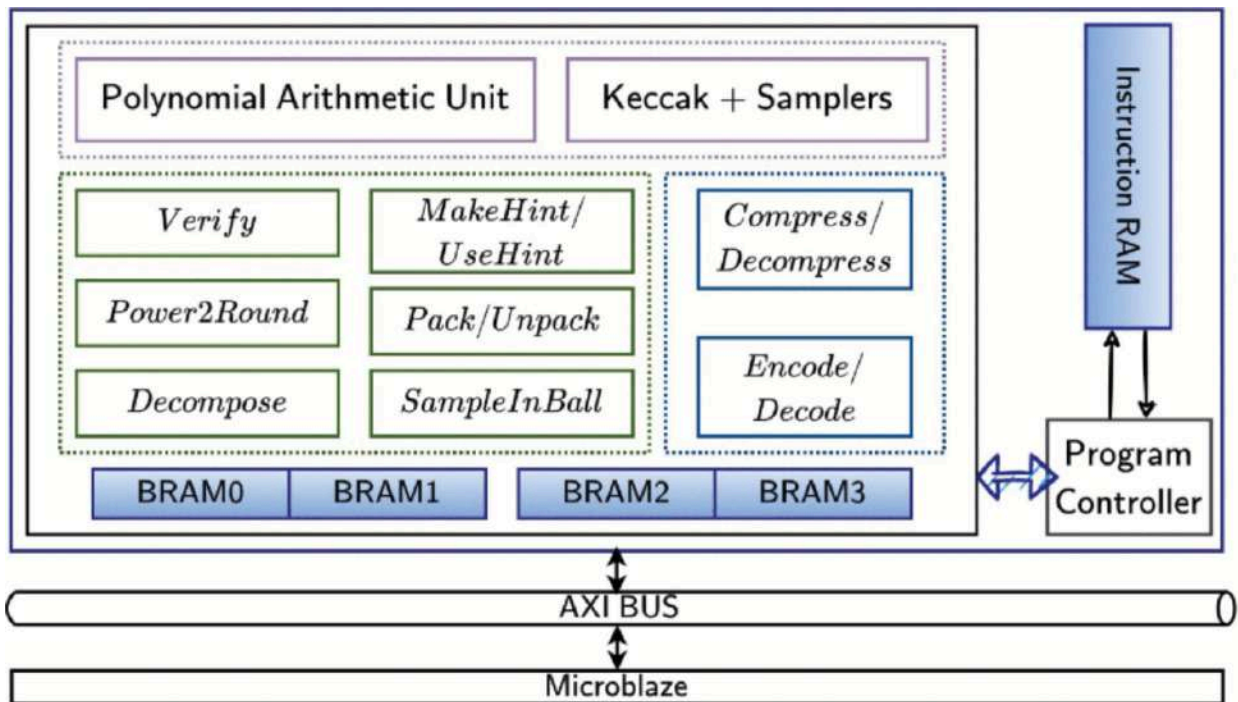 Polynomial Arithmetic Unit
Keccak + Samplers
Verify
MakeHint/
UseHint
Power2Round
Pack/Unpack
Decompose
SampleInBall
Compress/
Decompress
Encode/
Decode
BRAM0
BRAM1
BRAM2
BRAM3
Instruction RAM
Program
Controller
AXI BUS
Microblaze